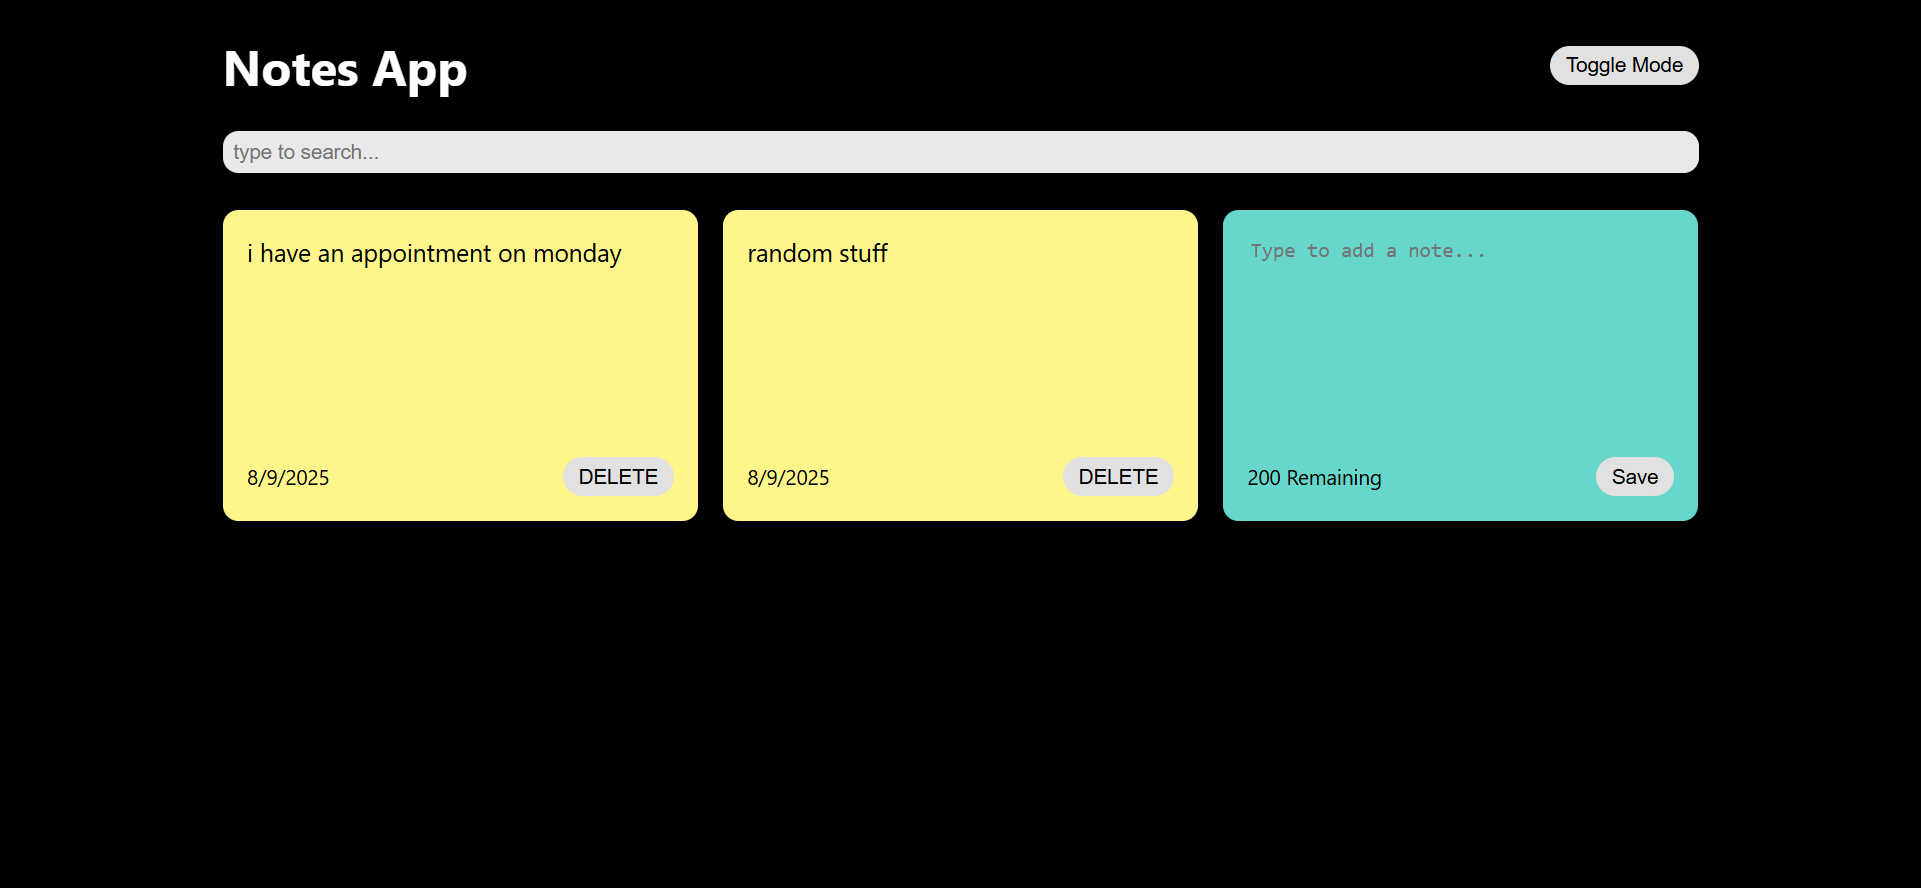 Notes App
Toggle Mode
type to search...
i have an appointment on monday
8/9/2025
DELETE
random stuff
8/9/2025
DELETE
Type to add a note...
200 Remaining
Save